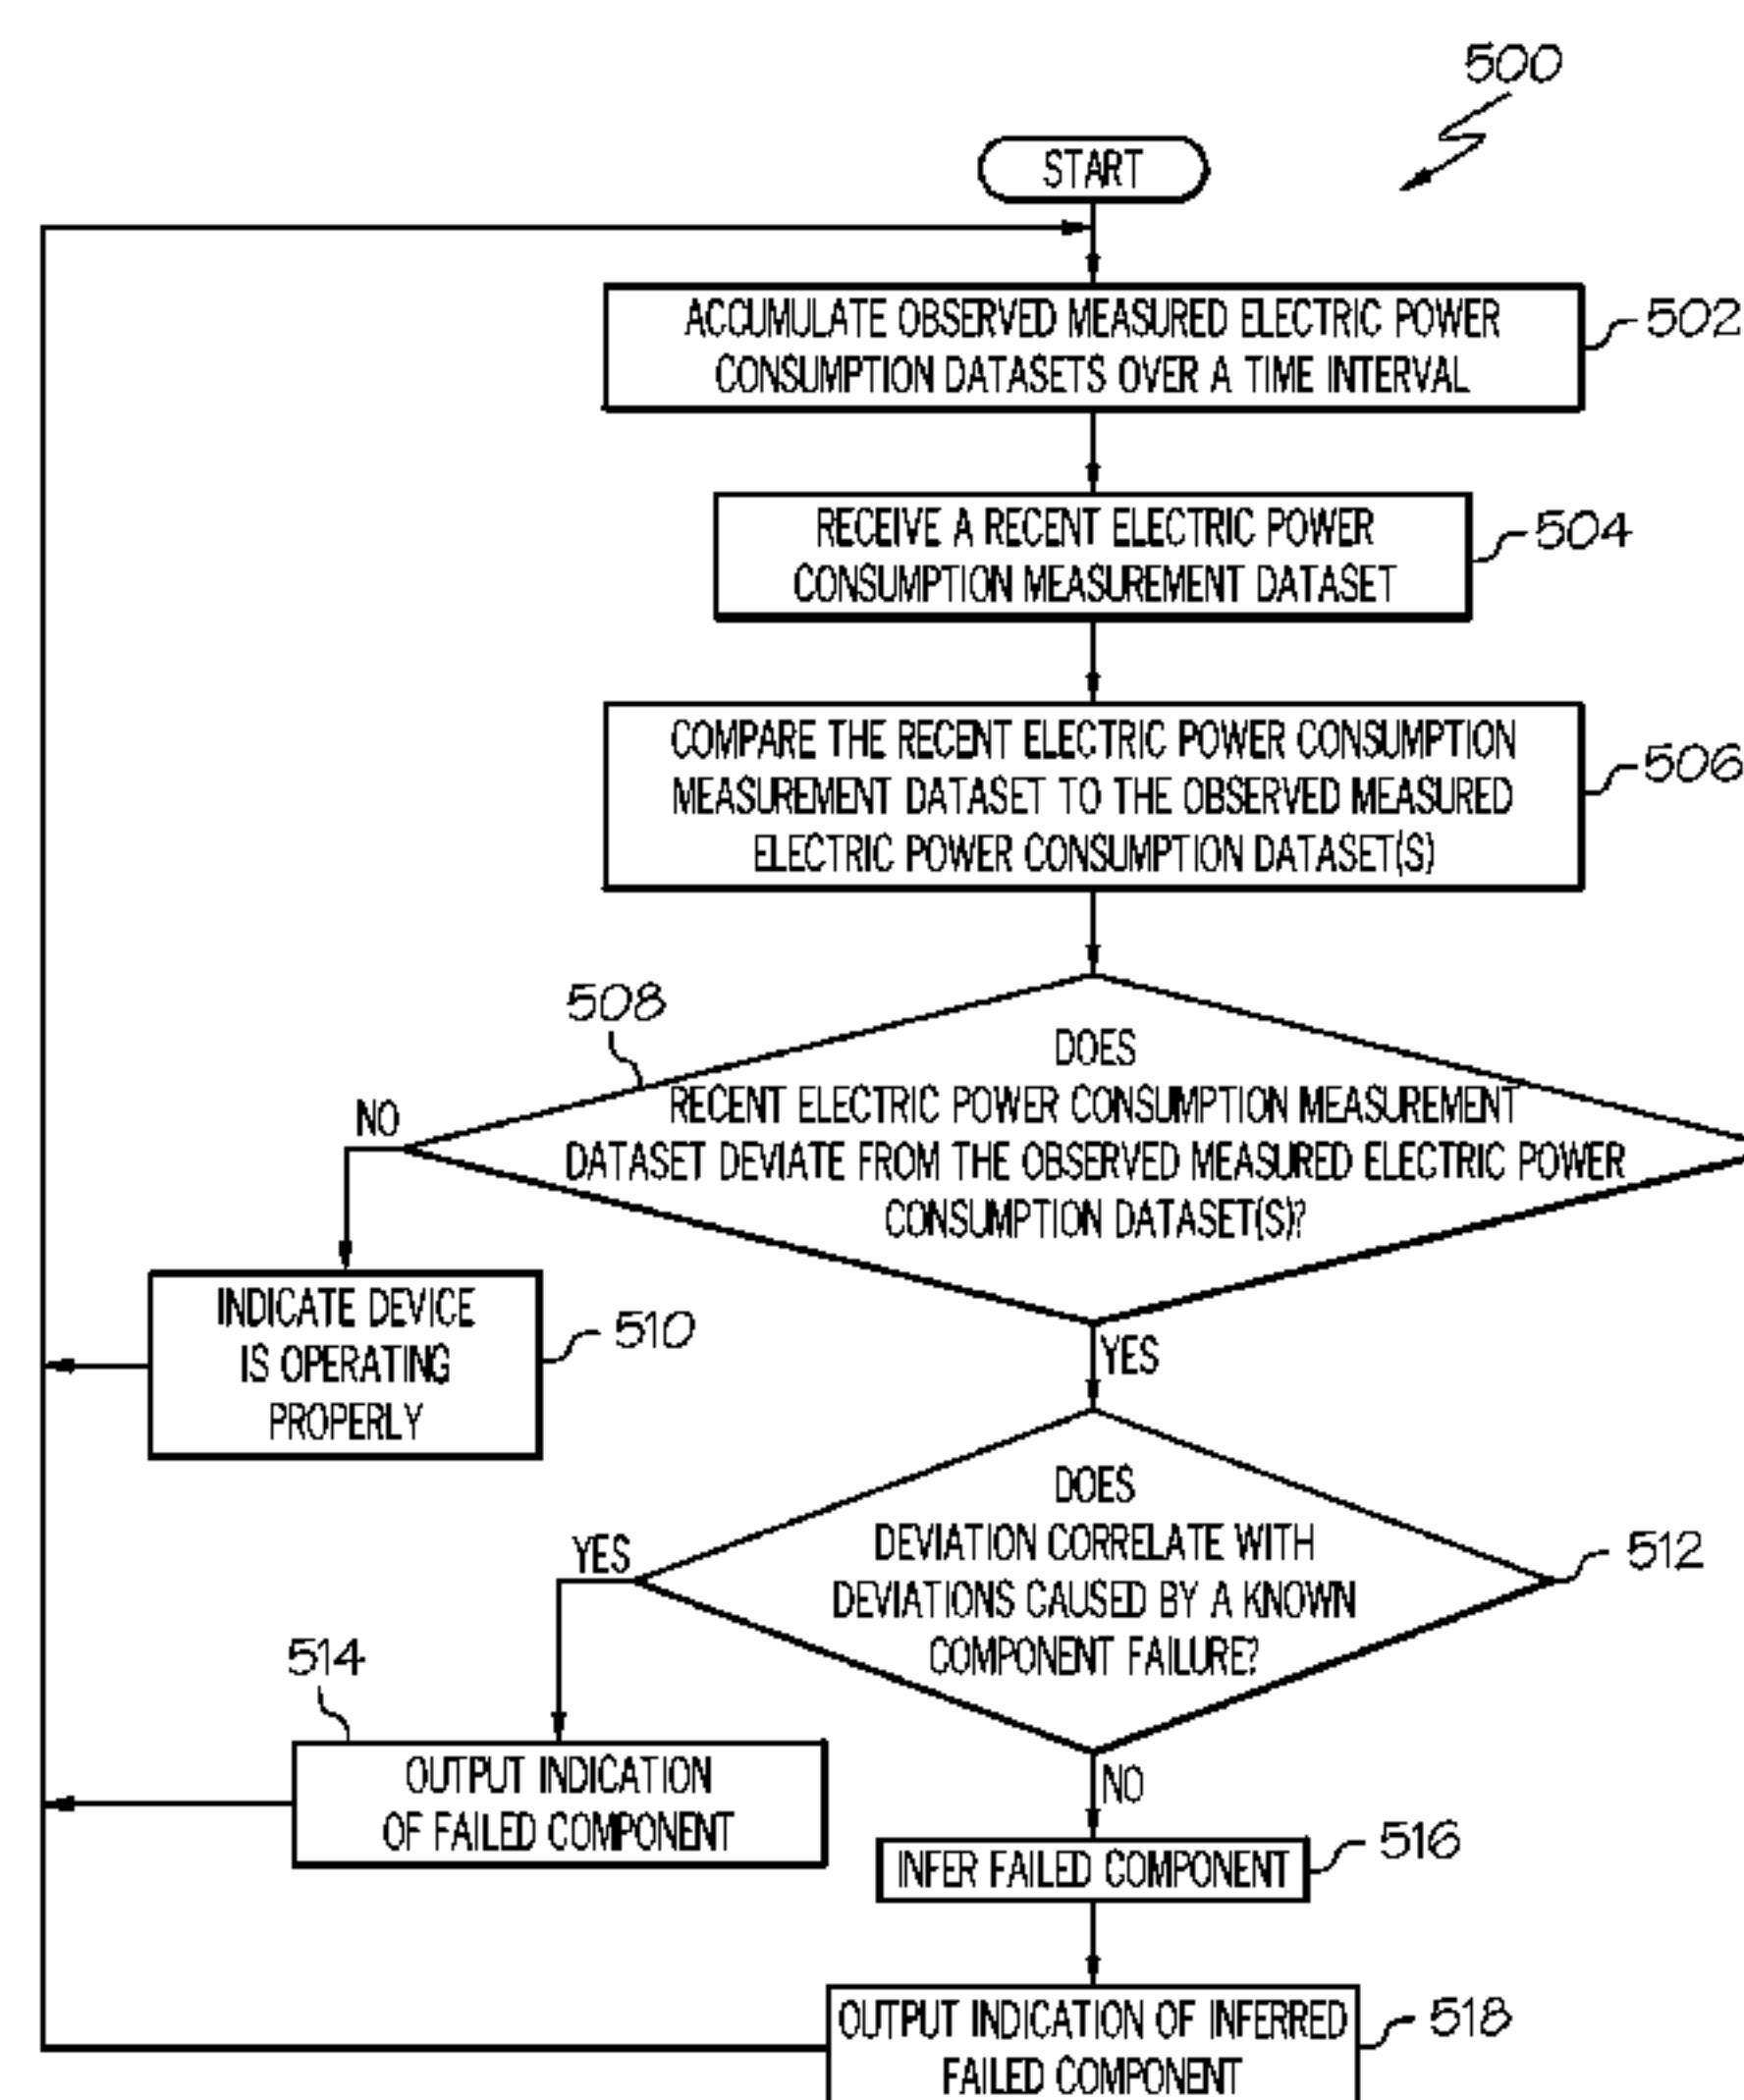 500
START
ACCUMULATE OBSERVED MEASURED ELECTRIC POWER
CONSUMPTION DATASETS OVER A TIME INTERVAL
502
RECEIVE A RECENT ELECTRIC POWER
CONSUMPTION MEASUREMENT DATASET
504
COMPARE THE RECENT ELECTRIC POWER CONSUMPTION
MEASUREMENT DATASET TO THE OBSERVED MEASURED
ELECTRIC POWER CONSUMPTION DATASET(S)
506
508
DOES
RECENT ELECTRIC POWER CONSUMPTION MEASUREMENT
DATASET DEVIATE FROM THE OBSERVED MEASURED ELECTRIC POWER
CONSUMPTION DATASET(S)?
NO
INDICATE DEVICE
IS OPERATING
PROPERLY
510
YES
DOES
DEVIATION CORRELATE WITH
DEVIATIONS CAUSED BY A KNOWN
COMPONENT FAILURE?
512
YES
514
OUTPUT INDICATION
OF FAILED COMPONENT
NO
INFER FAILED COMPONENT
516
OUTPUT INDICATION OF INFERRED
FAILED COMPONENT
518